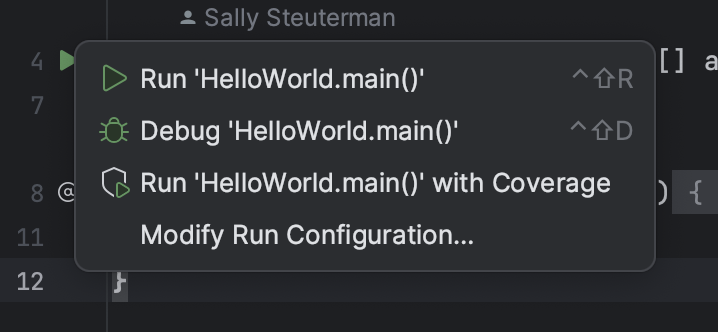 Sally Steuterman
4 [] a
Run 'HelloWorld.main()' ^⇧R
7
Debug 'HelloWorld.main()' ^⇧D
Run 'HelloWorld.main()' with Coverage
8 @ ) {
Modify Run Configuration...
11
12 }